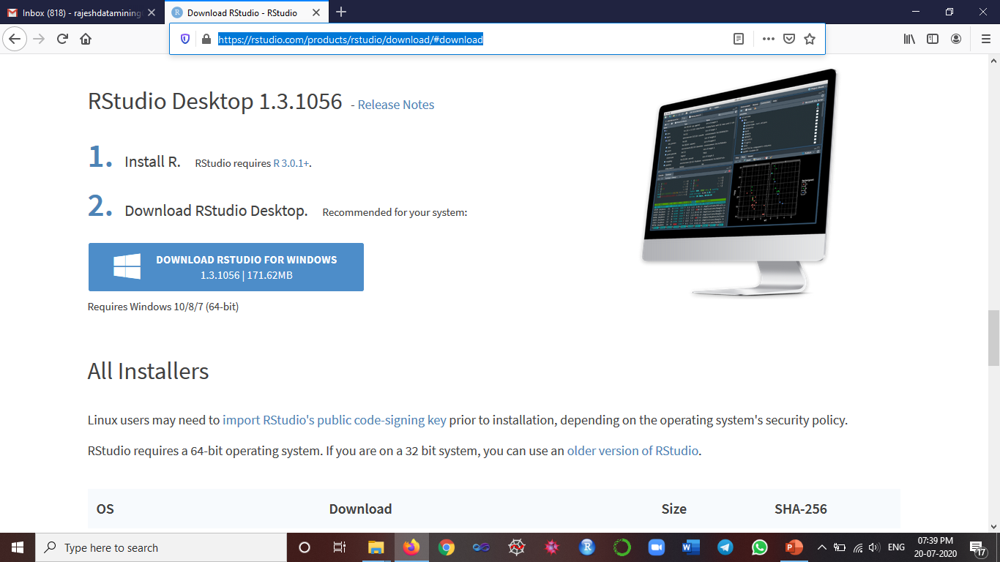 Inbox (818) - rajeshdatamining
Download RStudio - RStudio
https://rstudio.com/products/rstudio/download/#download
RStudio Desktop 1.3.1056 - Release Notes
1. Install R. RStudio requires R 3.0.1+.
2. Download RStudio Desktop. Recommended for your system:
DOWNLOAD RSTUDIO FOR WINDOWS
1.3.1056 | 171.62MB
Requires Windows 10/8/7 (64-bit)
All Installers
Linux users may need to import RStudio's public code-signing key prior to installation, depending on the operating system's security policy.
RStudio requires a 64-bit operating system. If you are on a 32 bit system, you can use an older version of RStudio.
OS Download Size SHA-256
Type here to search
ENG
07:39 PM
20-07-2020
17